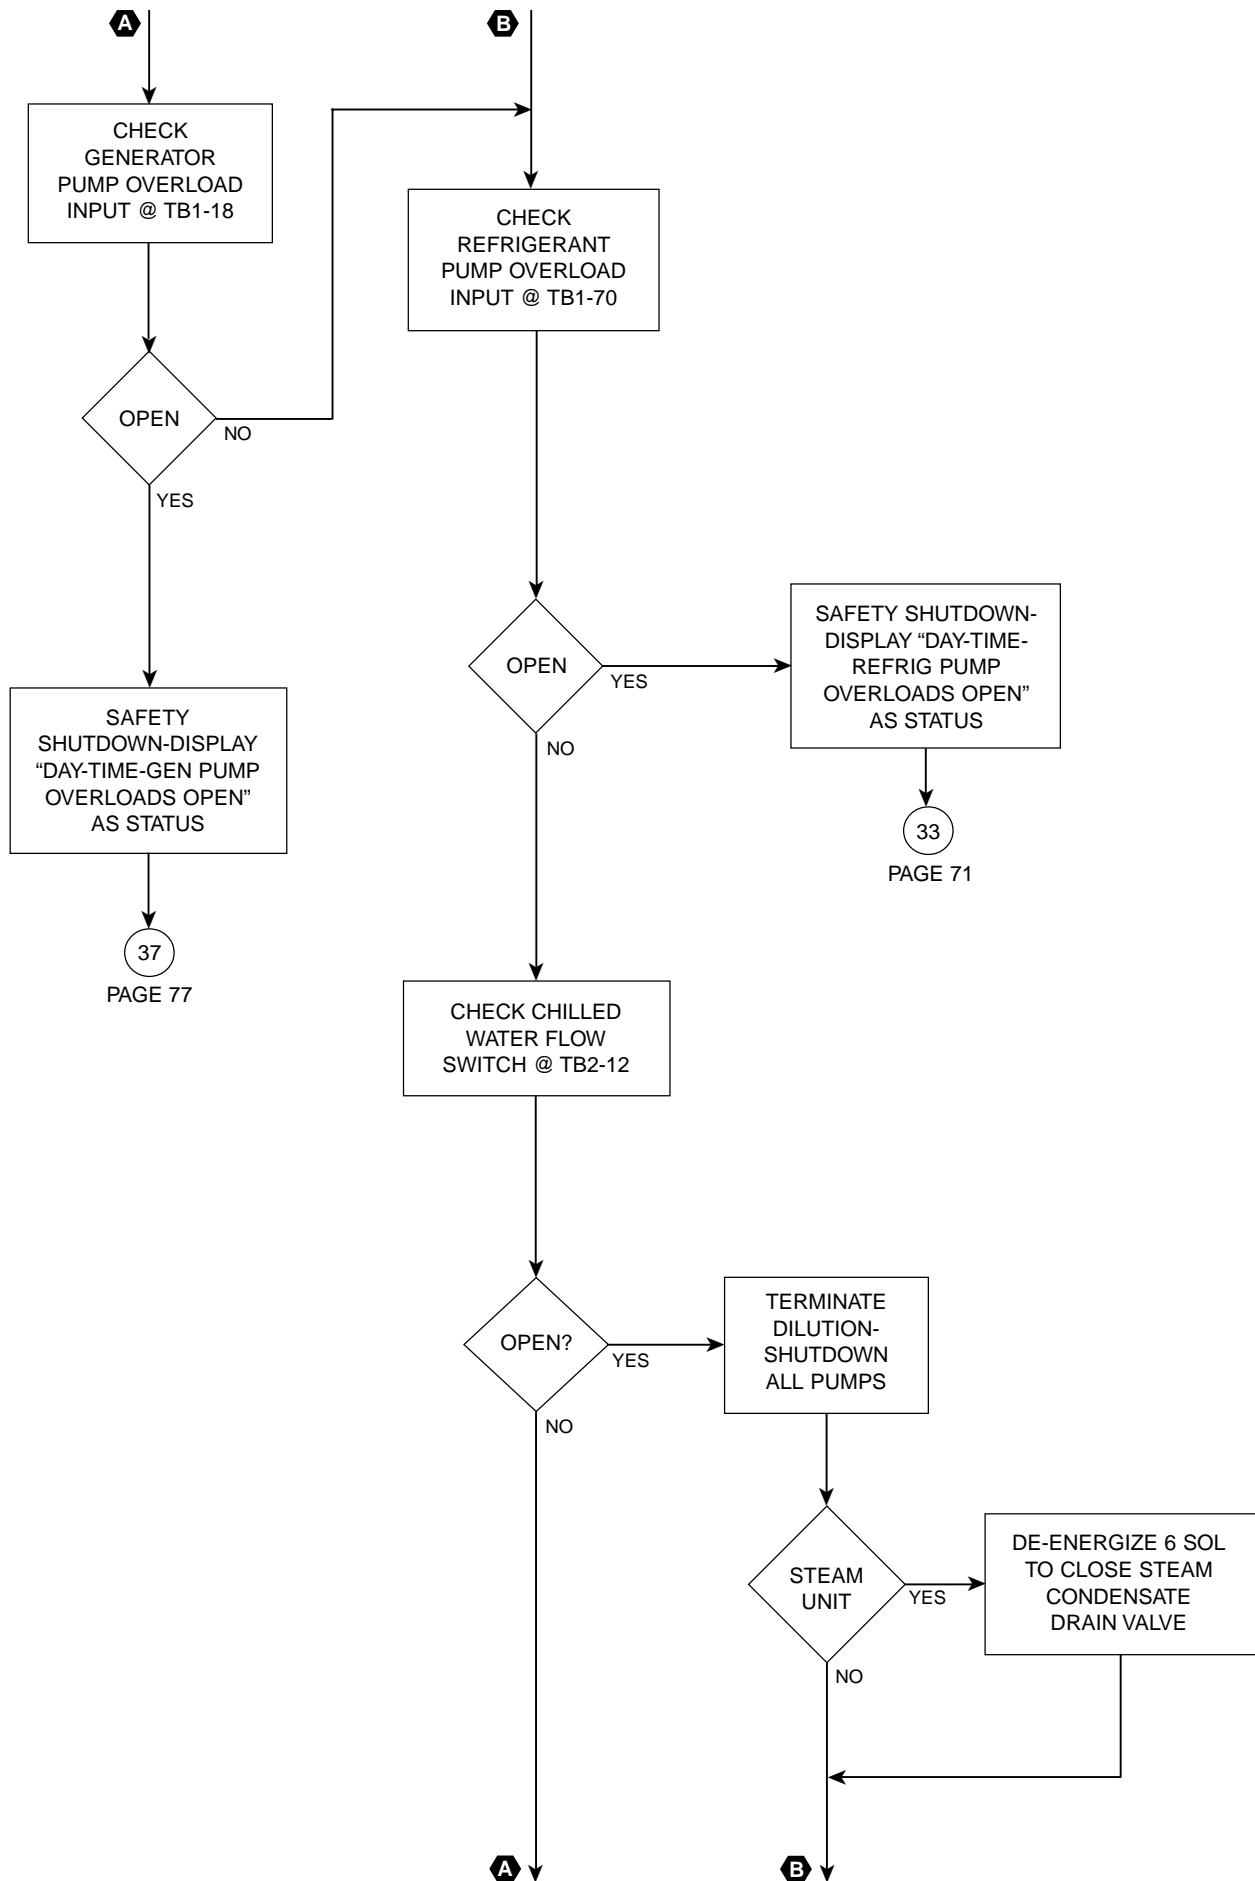 A
B
CHECK
GENERATOR
PUMP OVERLOAD
INPUT @ TB1-18
CHECK
REFRIGERANT
PUMP OVERLOAD
INPUT @ TB1-70
OPEN
NO
YES
SAFETY
SHUTDOWN-DISPLAY
“DAY-TIME-GEN PUMP
OVERLOADS OPEN”
AS STATUS
37
PAGE 77
OPEN
YES
NO
SAFETY SHUTDOWN-
DISPLAY “DAY-TIME-
REFRIG PUMP
OVERLOADS OPEN”
AS STATUS
33
PAGE 71
CHECK CHILLED
WATER FLOW
SWITCH @ TB2-12
OPEN?
YES
NO
TERMINATE
DILUTION-
SHUTDOWN
ALL PUMPS
STEAM
UNIT
YES
NO
DE-ENERGIZE 6 SOL
TO CLOSE STEAM
CONDENSATE
DRAIN VALVE
A
B